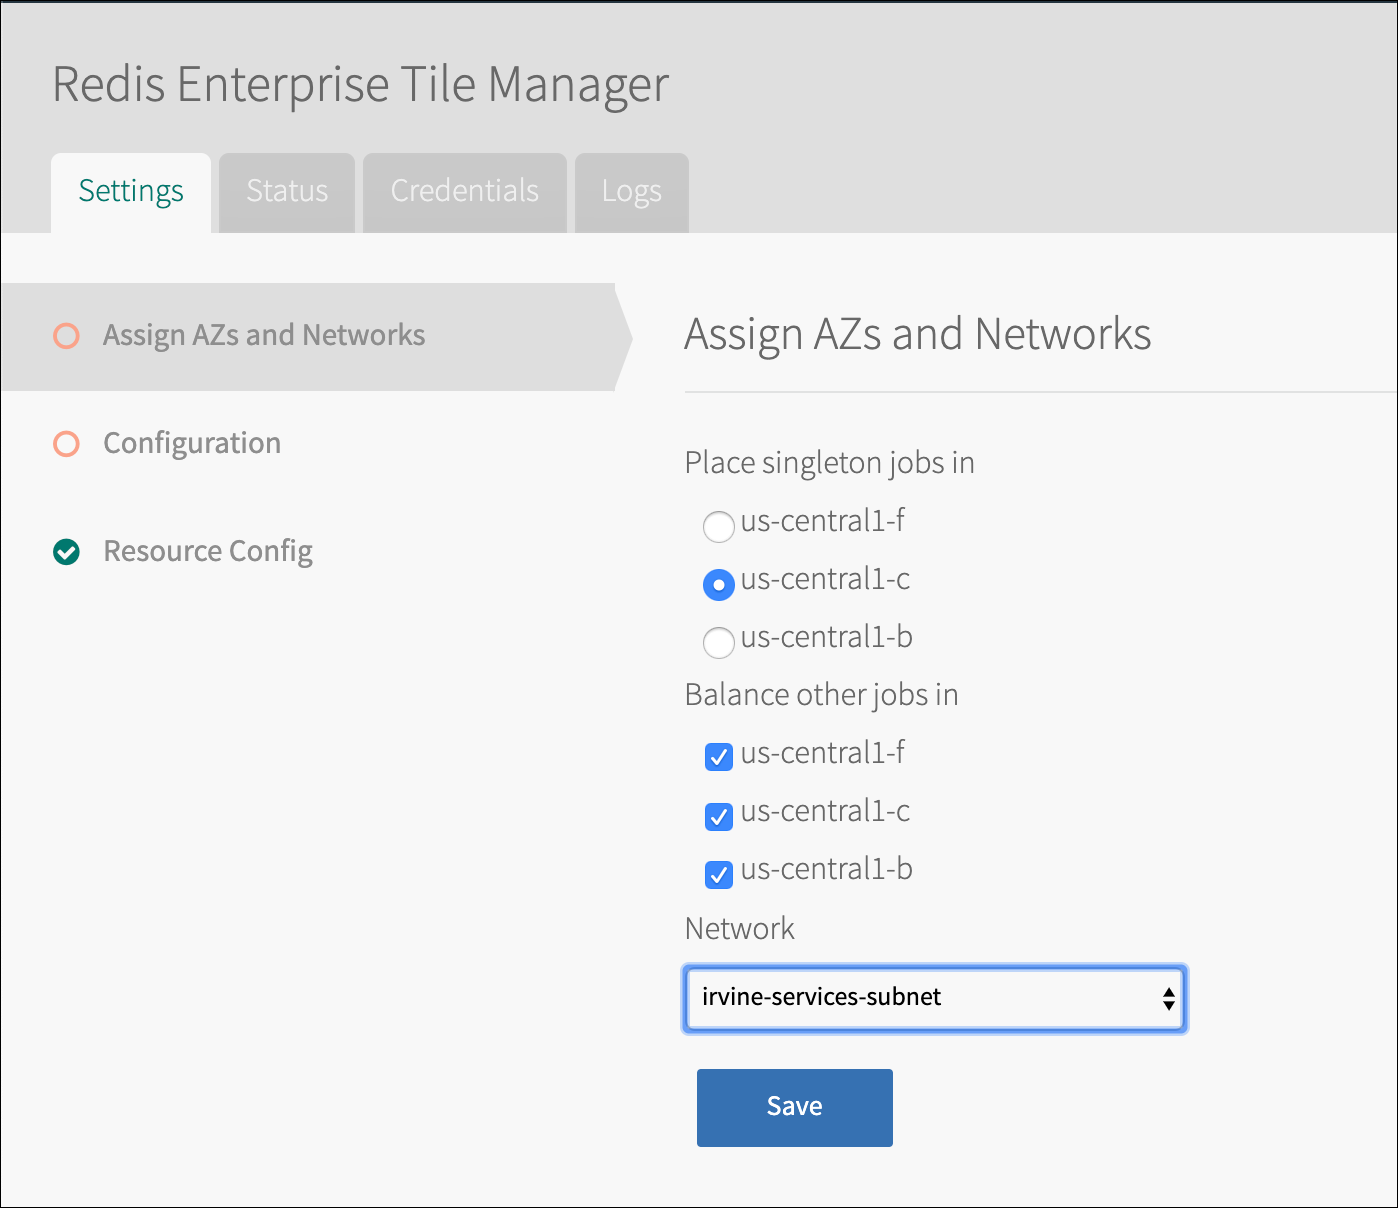 Redis Enterprise Tile Manager
Settings Status Credentials Logs
Assign AZs and Networks
Configuration
Resource Config
Assign AZs and Networks
Place singleton jobs in
us-central1-f
us-central1-c
us-central1-b
Balance other jobs in
us-central1-f
us-central1-c
us-central1-b
Network
irvine-services-subnet
Save